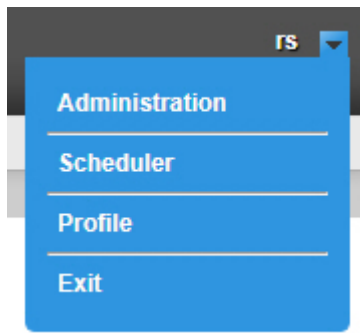 rs
Administration
Scheduler
Profile
Exit